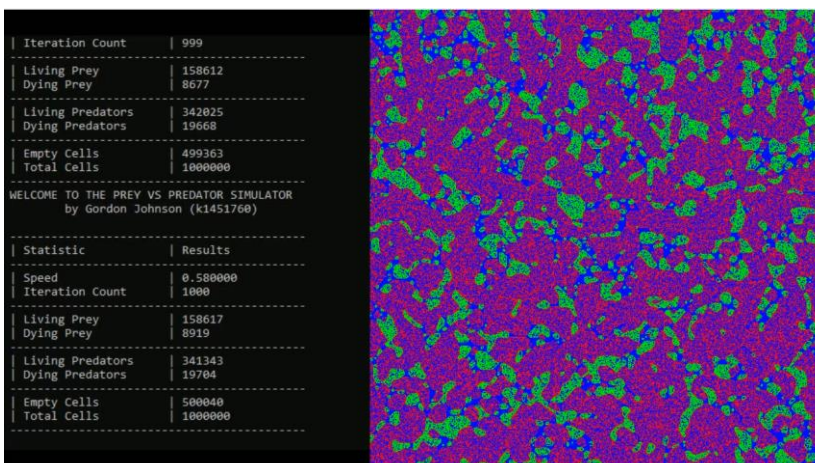 | Iteration Count | 999
----------------------------------------
| Living Prey | 158612
| Dying Prey | 8677
----------------------------------------
| Living Predators | 342025
| Dying Predators | 19668
----------------------------------------
| Empty Cells | 499363
| Total Cells | 1000000
----------------------------------------
WELCOME TO THE PREY VS PREDATOR SIMULATOR
by Gordon Johnson (k1451760)
----------------------------------------
| Statistic | Results
----------------------------------------
| Speed | 0.580000
| Iteration Count | 1000
----------------------------------------
| Living Prey | 158617
| Dying Prey | 8919
----------------------------------------
| Living Predators | 341343
| Dying Predators | 19704
----------------------------------------
| Empty Cells | 500040
| Total Cells | 1000000
----------------------------------------